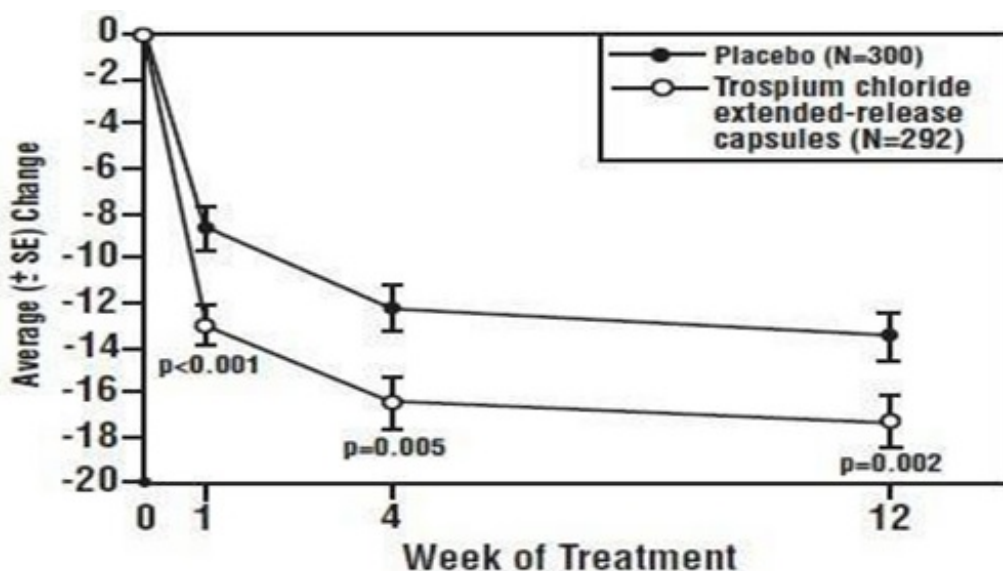 0
-2
-4
-6
-8
-10
-12
-14
-16
-18
-20
Average (± SE) Change
Placebo (N=300)
Trospium chloride
extended-release
capsules (N=292)
p<0.001
p=0.005
p=0.002
0 1 4 12
Week of Treatment